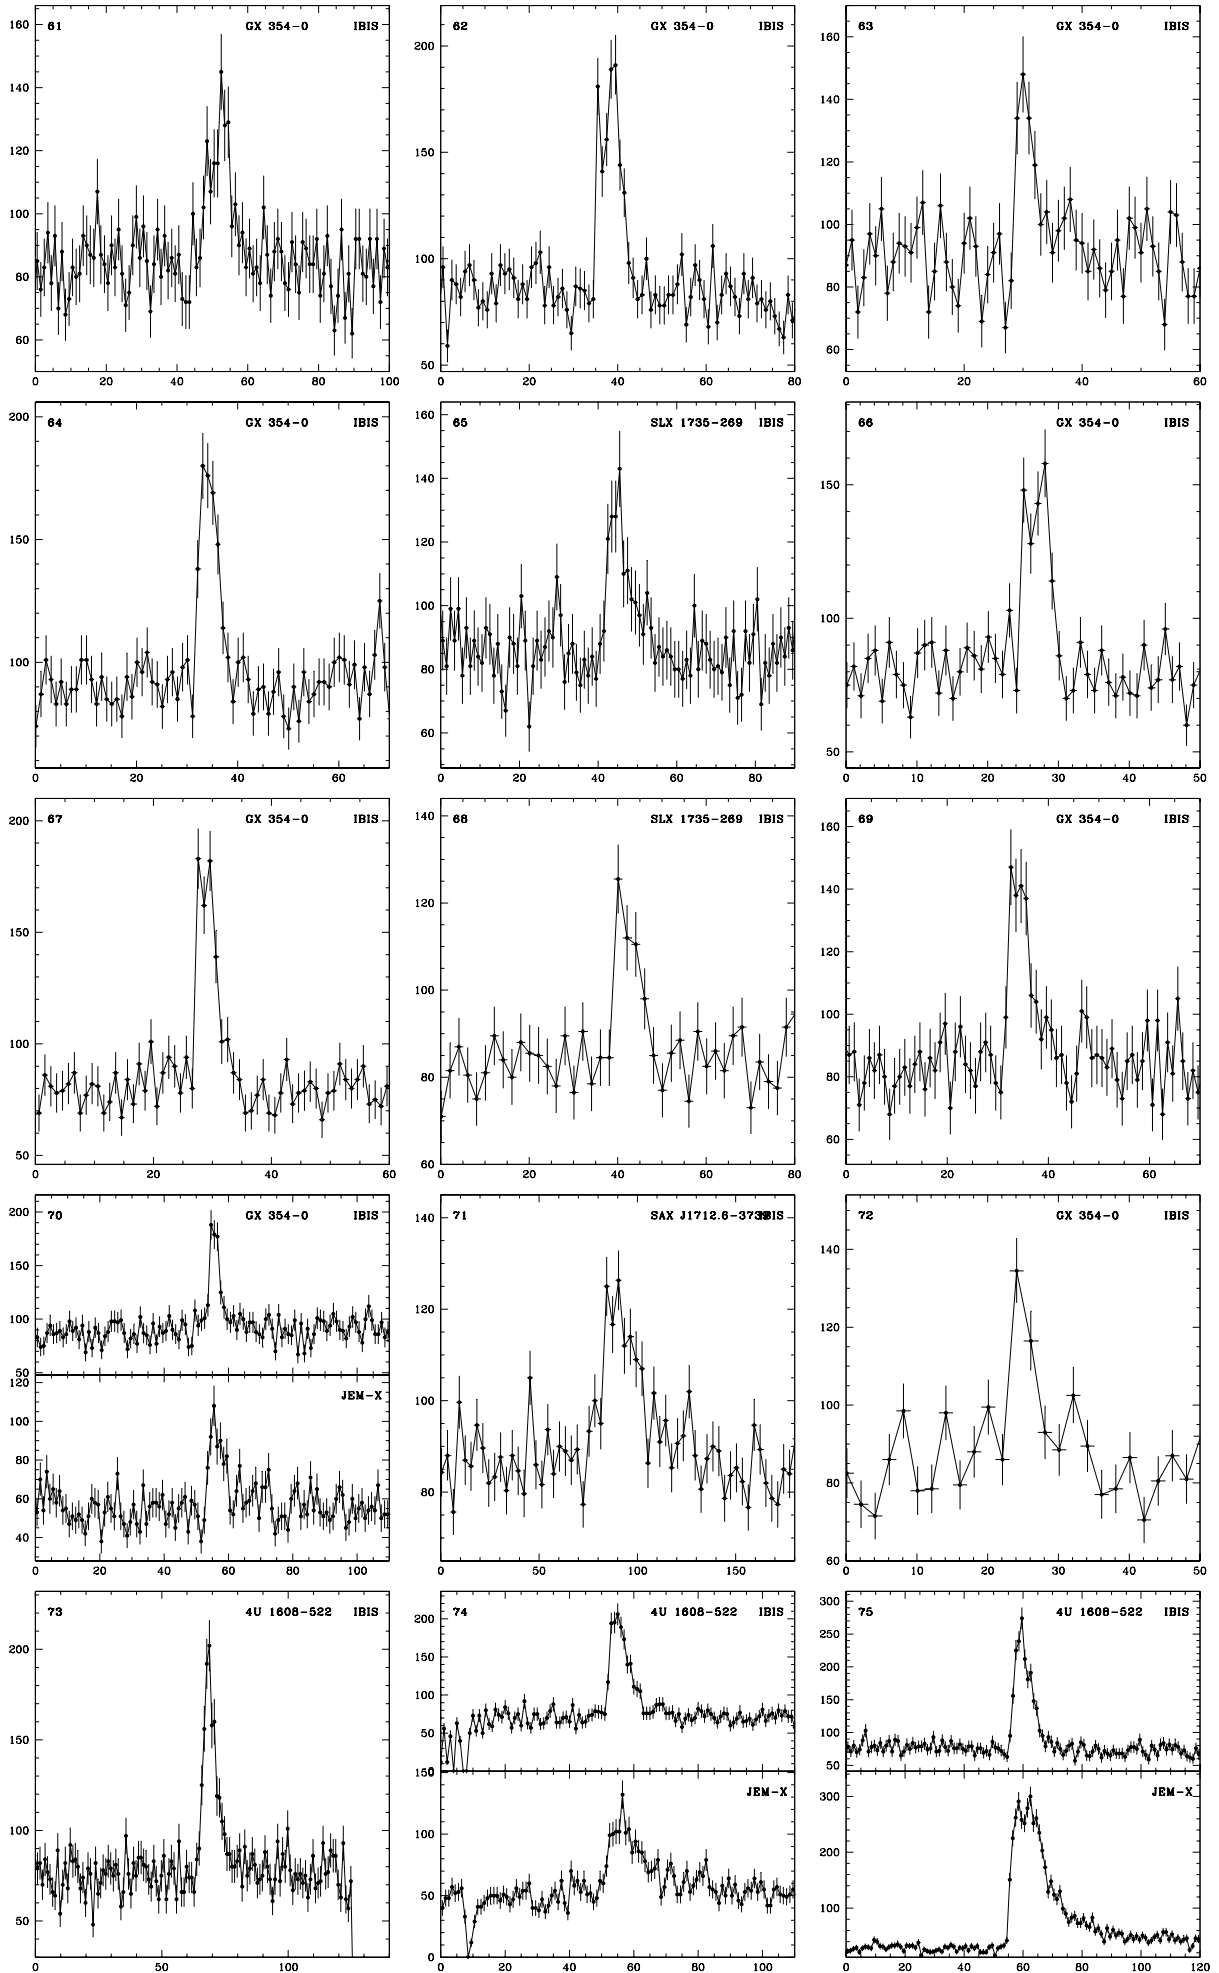 61 GX 354-0 IBIS
160
140
120
100
80
60
0 20 40 60 80 100
62 GX 354-0 IBIS
200
150
100
50
0 20 40 60 80
63 GX 354-0 IBIS
160
140
120
100
80
60
0 20 40 60
64 GX 354-0 IBIS
200
150
100
0 20 40 60
65 SLX 1735-269 IBIS
160
140
120
100
80
60
0 20 40 60 80
66 GX 354-0 IBIS
150
100
50
0 10 20 30 40 50
67 GX 354-0 IBIS
200
150
100
50
0 20 40 60
68 SLX 1735-269 IBIS
140
120
100
80
60
0 20 40 60 80
69 GX 354-0 IBIS
160
140
120
100
80
60
0 20 40 60
70 GX 354-0 IBIS
200
150
100
50
JEM-X
120
100
80
60
40
0 20 40 60 80 100
71 SAX J1712.6-3739 IBIS
140
120
100
80
0 50 100 150
72 GX 354-0 IBIS
140
120
100
80
60
0 10 20 30 40 50
73 4U 1608-522 IBIS
200
150
100
50
0 50 100
74 4U 1608-522 IBIS
200
150
100
50
0
JEM-X
150
100
50
0
0 20 40 60 80 100
75 4U 1608-522 IBIS
300
250
200
150
100
50
JEM-X
300
200
100
0 20 40 60 80 100 120